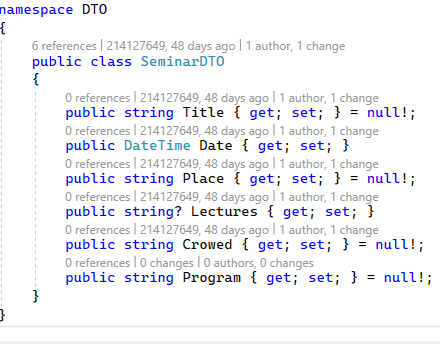 namespace DTO
{
6 references | 214127649, 48 days ago | 1 author, 1 change
public class SeminarDTO
{
0 references | 214127649, 48 days ago | 1 author, 1 change
public string Title { get; set; } = null!;
0 references | 214127649, 48 days ago | 1 author, 1 change
public DateTime Date { get; set; }
0 references | 214127649, 48 days ago | 1 author, 1 change
public string Place { get; set; } = null!;
0 references | 214127649, 48 days ago | 1 author, 1 change
public string? Lectures { get; set; }
0 references | 214127649, 48 days ago | 1 author, 1 change
public string Crowed { get; set; } = null!;
0 references | 0 changes | 0 authors, 0 changes
public string Program { get; set; } = null!;
}
}